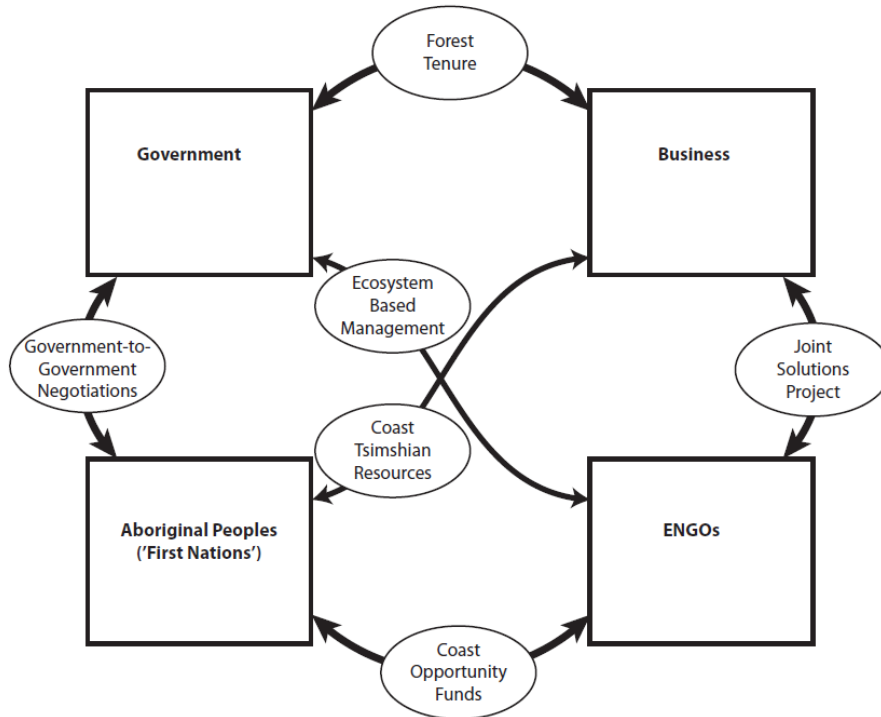 Forest
Tenure
Government
Business
Ecosystem
Based
Management
Government-to-
Government
Negotiations
Joint
Solutions
Project
Coast
Tsimshian
Resources
Aboriginal Peoples
('First Nations')
ENGOs
Coast
Opportunity
Funds